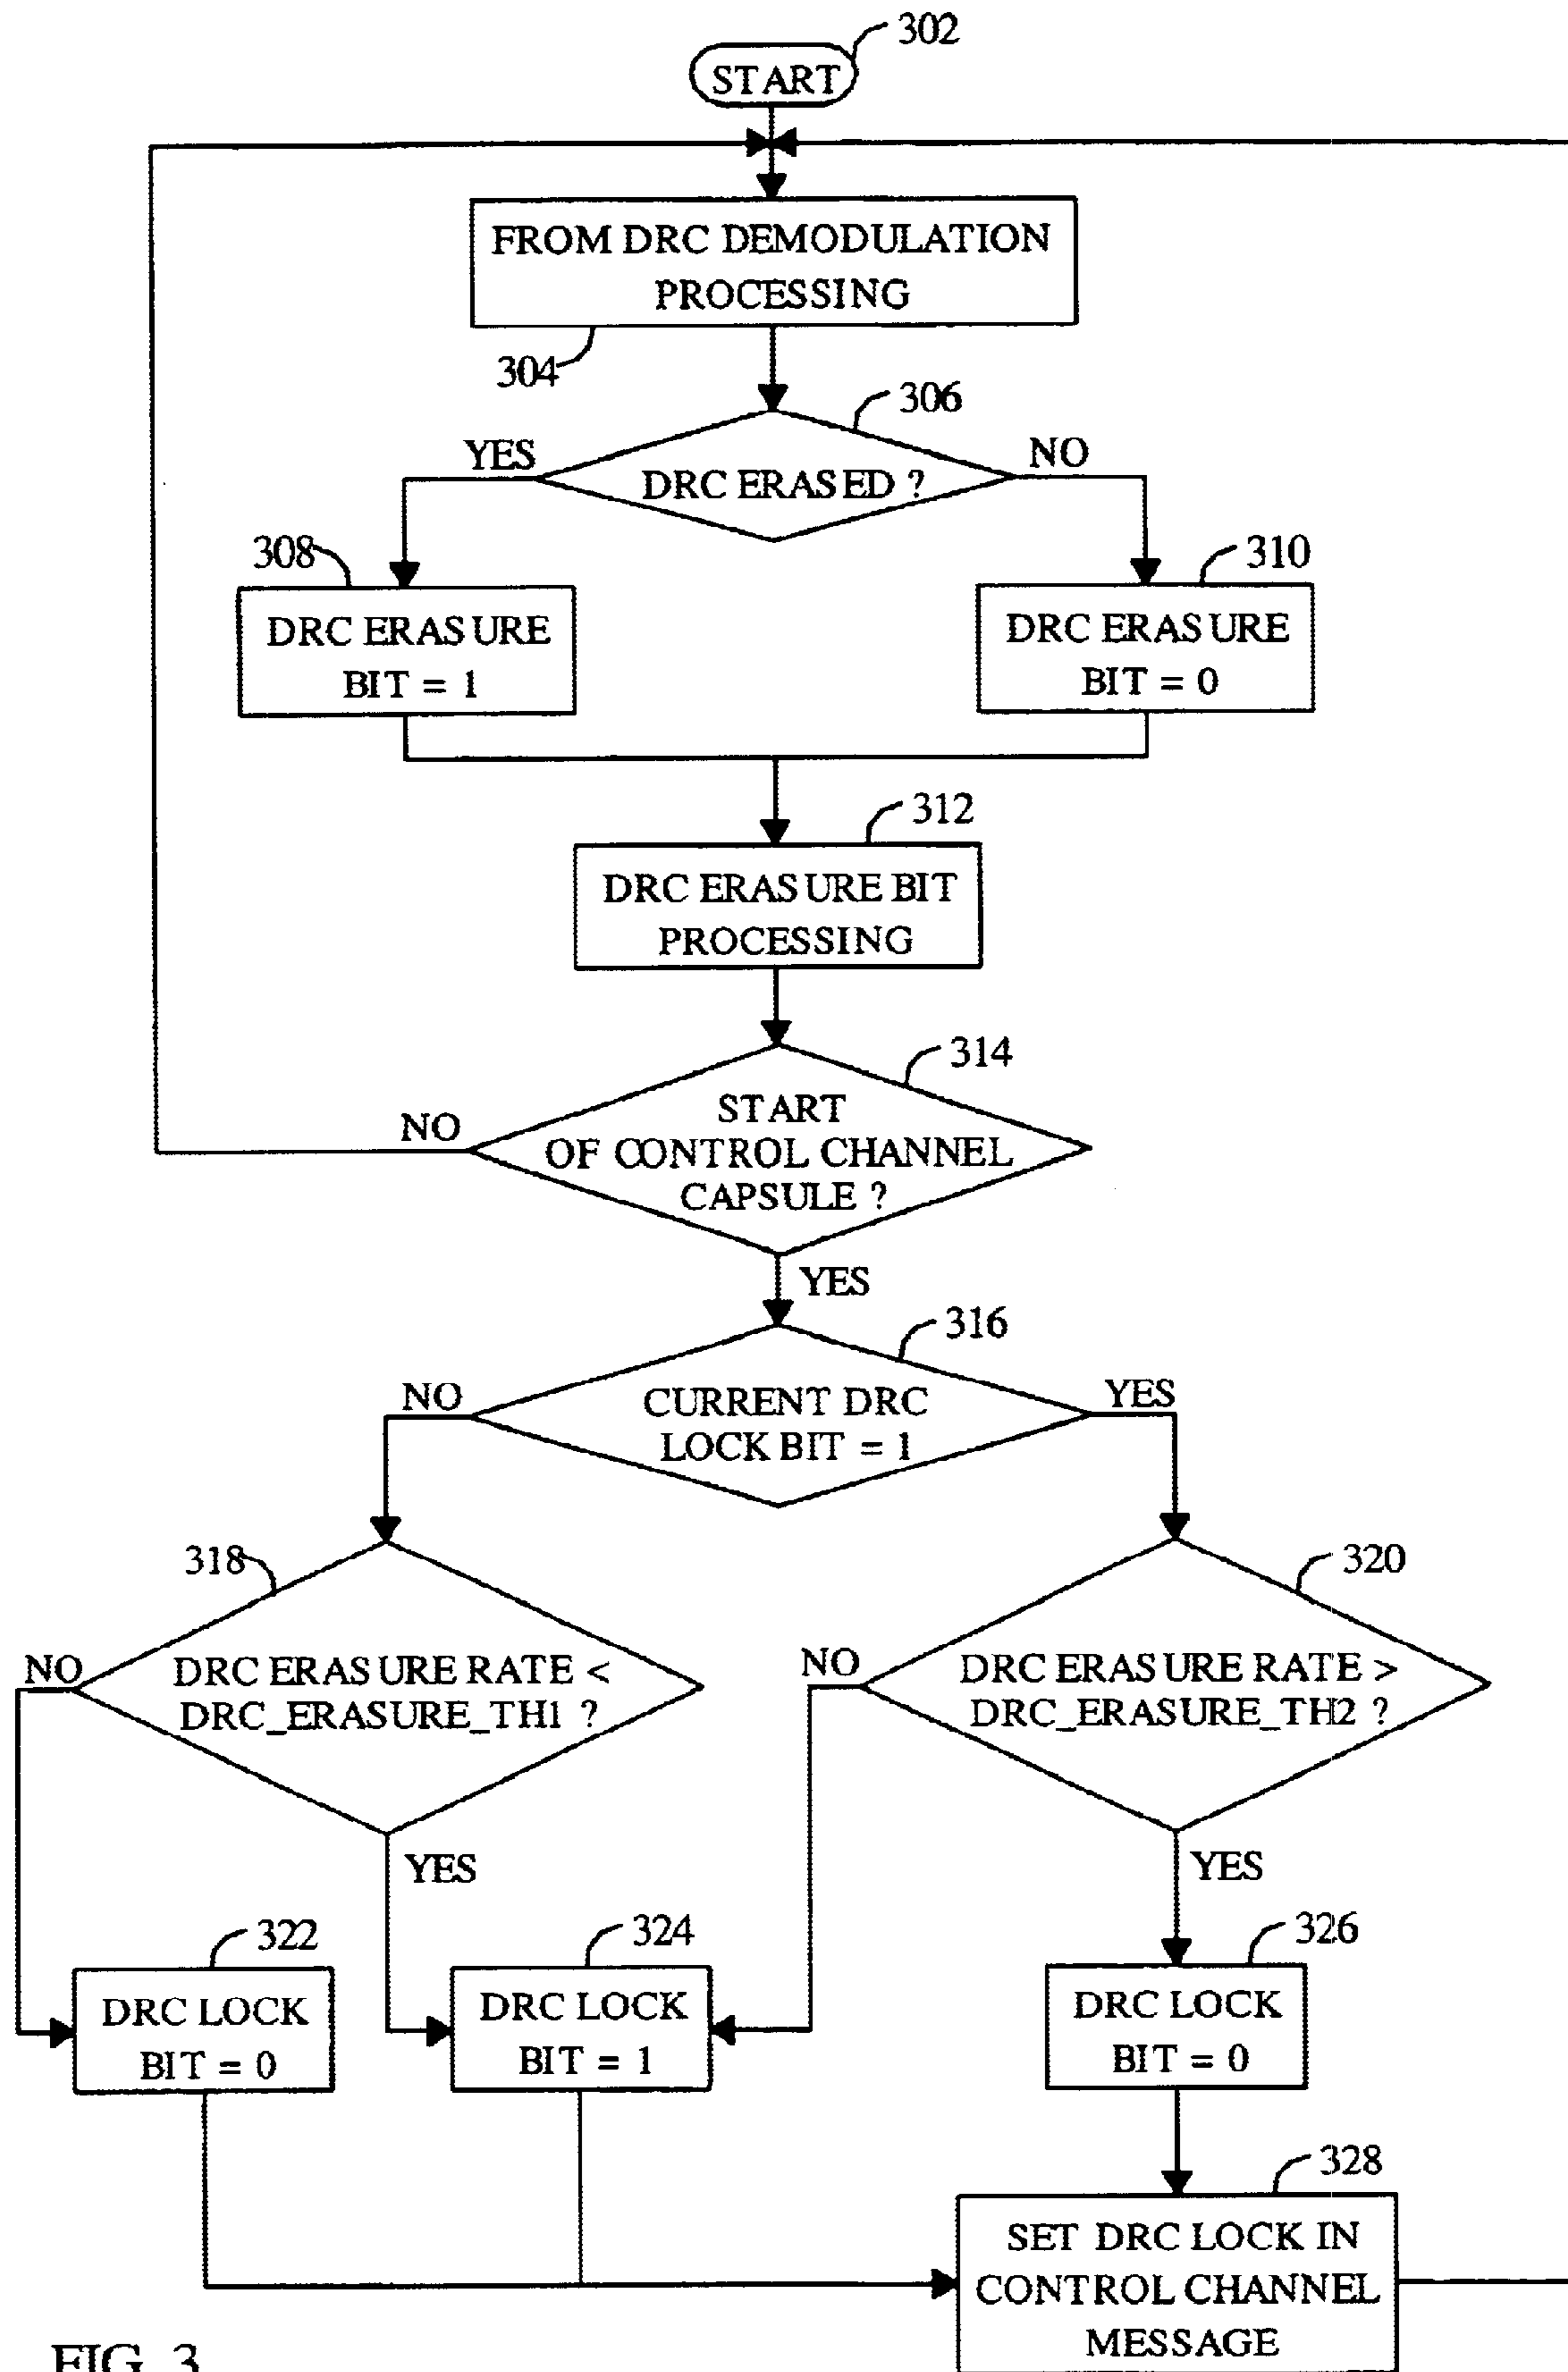 302
START
FROM DRC DEMODULATION
PROCESSING
304
306
YES
NO
DRC ERASED ?
308
310
DRC ERASURE
BIT = 1
DRC ERASURE
BIT = 0
312
DRC ERASURE BIT
PROCESSING
314
NO
START
OF CONTROL CHANNEL
CAPSULE ?
YES
316
NO
YES
CURRENT DRC
LOCK BIT = 1
318
320
NO
DRC ERASURE RATE <
DRC_ERASURE_TH1 ?
NO
DRC ERASURE RATE >
DRC_ERASURE_TH2 ?
YES
YES
322
324
326
DRC LOCK
BIT = 0
DRC LOCK
BIT = 1
DRC LOCK
BIT = 0
328
SET DRC LOCK IN
CONTROL CHANNEL
MESSAGE
FIG. 3